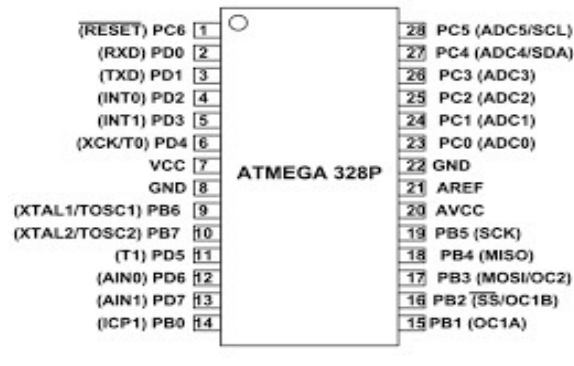 (RESET) PC6 1
(RXD) PD0 2
(TXD) PD1 3
(INT0) PD2 4
(INT1) PD3 5
(XCK/T0) PD4 6
VCC 7
GND 8
(XTAL1/TOSC1) PB6 9
(XTAL2/TOSC2) PB7 10
(T1) PD5 11
(AIN0) PD6 12
(AIN1) PD7 13
(ICP1) PB0 14
ATMEGA 328P
28 PC5 (ADC5/SCL)
27 PC4 (ADC4/SDA)
26 PC3 (ADC3)
25 PC2 (ADC2)
24 PC1 (ADC1)
23 PC0 (ADC0)
22 GND
21 AREF
20 AVCC
19 PB5 (SCK)
18 PB4 (MISO)
17 PB3 (MOSI/OC2)
16 PB2 (SS/OC1B)
15 PB1 (OC1A)